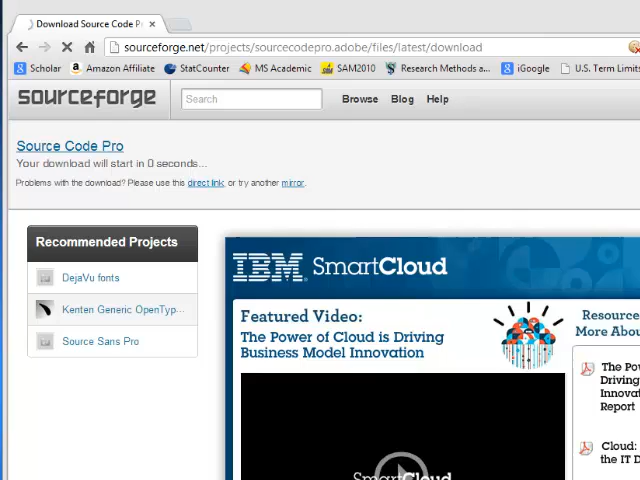 Download Source Code P
sourceforge.net/projects/sourcecodepro.adobe/files/latest/download
Scholar Amazon Affiliate StatCounter MS Academic SAM2010 Research Methods a... iGoogle U.S. Term Limits
sourceforge Search Browse Blog Help
Source Code Pro
Your download will start in 0 seconds...
Problems with the download? Please use this direct link, or try another mirror.
Recommended Projects
DejaVu fonts
Kenten Generic OpenTyp...
Source Sans Pro
IBM. SmartCloud
Featured Video:
The Power of Cloud is Driving
Business Model Innovation
SmartCloud
Resource
More Abou
The Po
Driving
Innova
Report
Cloud:
the IT D